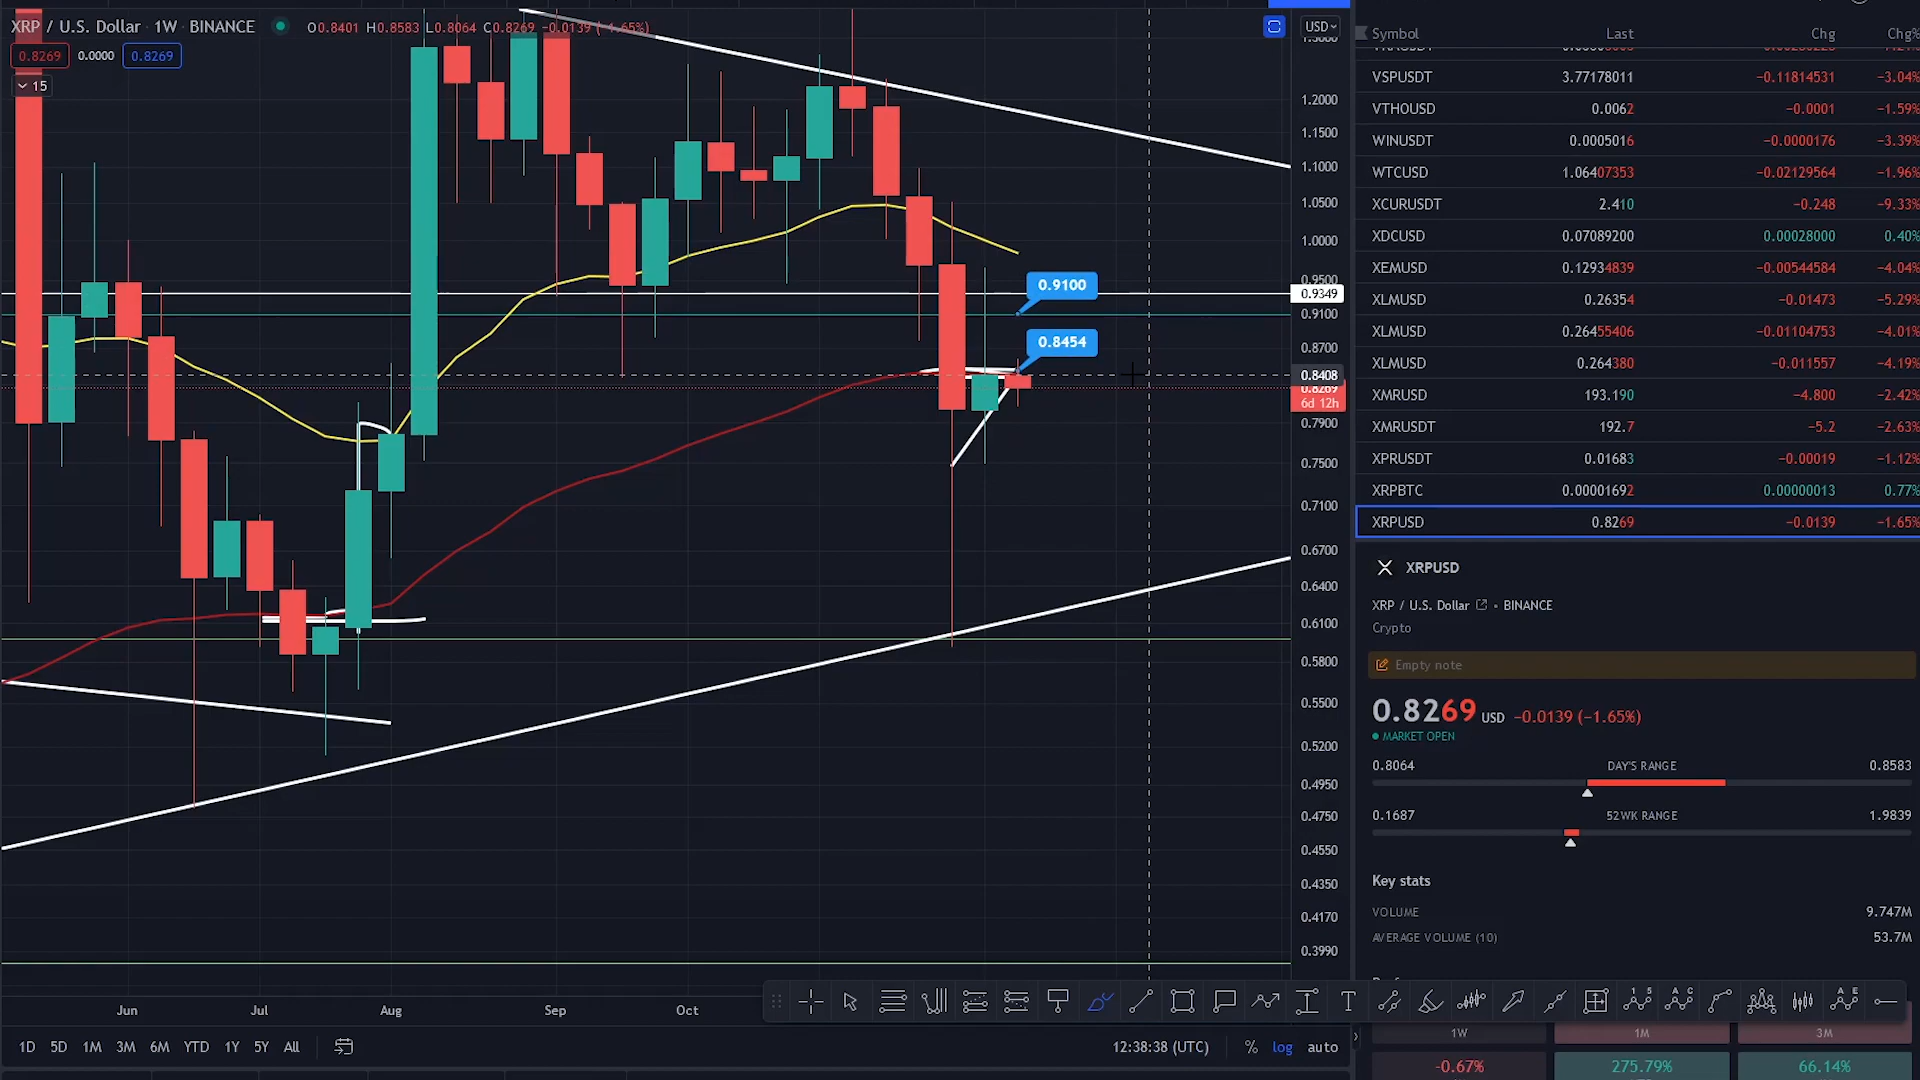 XRP / U.S. Dollar · 1W · BINANCE O0.8401 H0.8583 L0.8064 C0.8269 −0.0139 (−1.65%)
0.8269 0.0000 0.8269
15
USD
1.2000
1.1500
1.1000
1.0500
1.0000
0.9500
0.9349
0.9100
0.8700
0.8408
0.8269
6d 12h
0.7900
0.7500
0.7100
0.6700
0.6400
0.6100
0.5800
0.5500
0.5200
0.4950
0.4750
0.4550
0.4350
0.4170
0.3990
0.9100
0.8454
Jun Jul Aug Sep Oct
1D 5D 1M 3M 6M YTD 1Y 5Y All
12:38:38 (UTC) % log auto
Symbol Last Chg Chg%
VSPUSDT 3.77178011 −0.11814531 −3.04%
VTHOUSD 0.0062 −0.0001 −1.59%
WINUSDT 0.0005016 −0.0000176 −3.39%
WTCUSD 1.06407353 −0.02129564 −1.96%
XCURUSDT 2.410 −0.248 −9.33%
XDCUSD 0.07089200 0.00028000 0.40%
XEMUSD 0.12934839 −0.00544584 −4.04%
XLMUSD 0.26354 −0.01473 −5.29%
XLMUSD 0.26455406 −0.01104753 −4.01%
XLMUSD 0.264380 −0.011557 −4.19%
XMRUSD 193.190 −4.800 −2.42%
XMRUSDT 192.7 −5.2 −2.63%
XPRUSDT 0.01683 −0.00019 −1.12%
XRPBTC 0.00001692 0.00000013 0.77%
XRPUSD 0.8269 −0.0139 −1.65%
XRPUSD
XRP / U.S. Dollar • BINANCE
Crypto
Empty note
0.8269 USD −0.0139 (−1.65%)
MARKET OPEN
0.8064 DAY'S RANGE 0.8583
0.1687 52WK RANGE 1.9839
Key stats
VOLUME 9.747M
AVERAGE VOLUME (10) 53.7M
1W 1M 3M
-0.67% 275.79% 66.14%